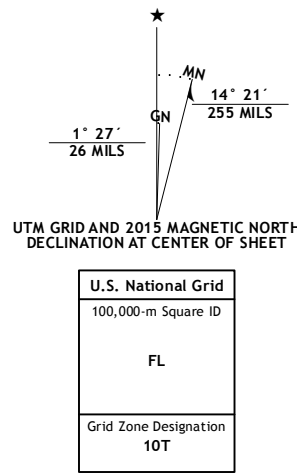 MN
GN
1° 27´
26 MILS
14° 21´
255 MILS
UTM GRID AND 2015 MAGNETIC NORTH
DECLINATION AT CENTER OF SHEET
U.S. National Grid
100,000-m Square ID
FL
Grid Zone Designation
10T